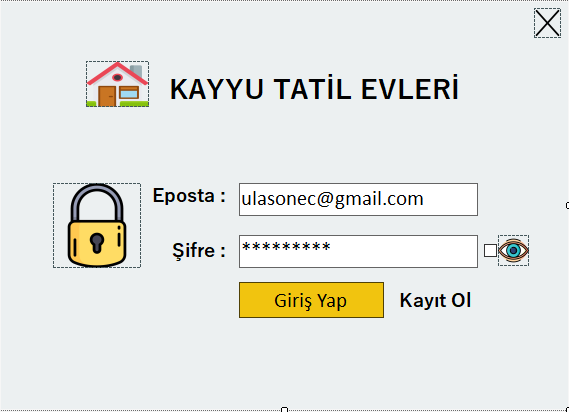 KAYYU TATİL EVLERİ
Eposta : ulasonec@gmail.com
Şifre : *********
Giriş Yap Kayıt Ol